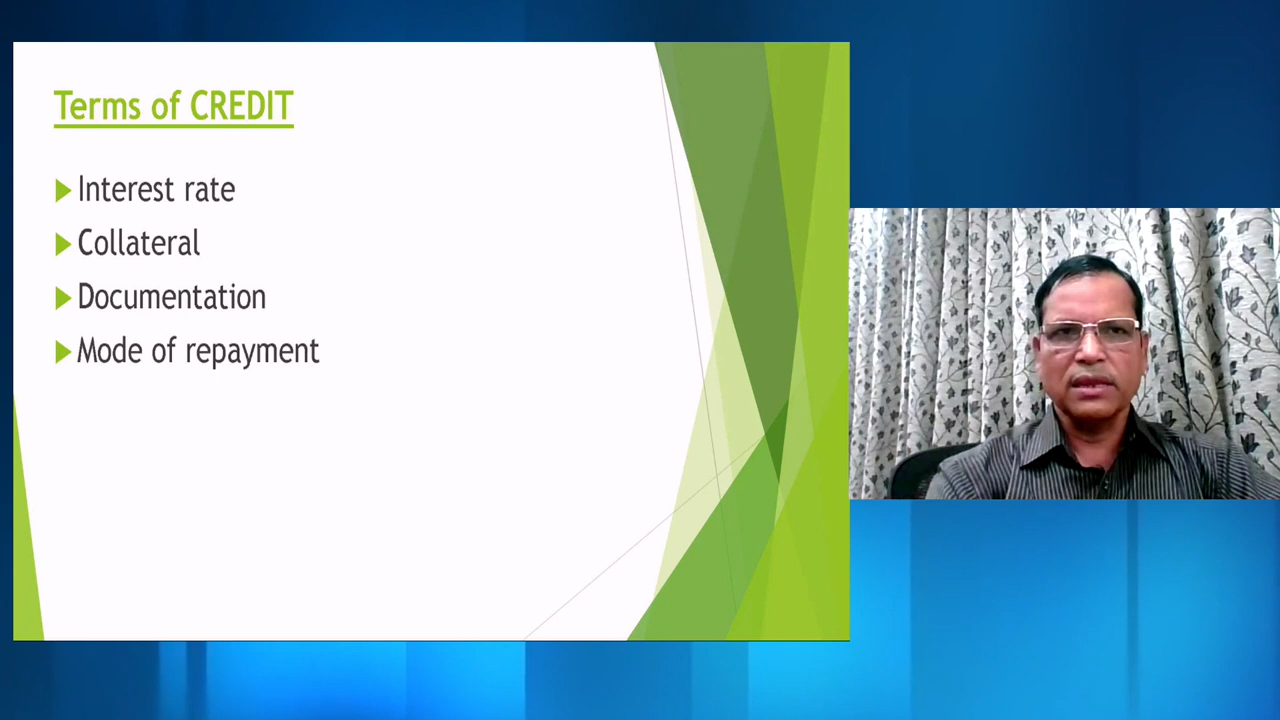 Terms of CREDIT
Interest rate
Collateral
Documentation
Mode of repayment